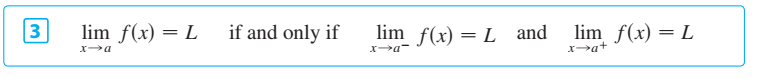 3 lim x→a f(x) = L if and only if lim x→a⁻ f(x) = L and lim x→a⁺ f(x) = L